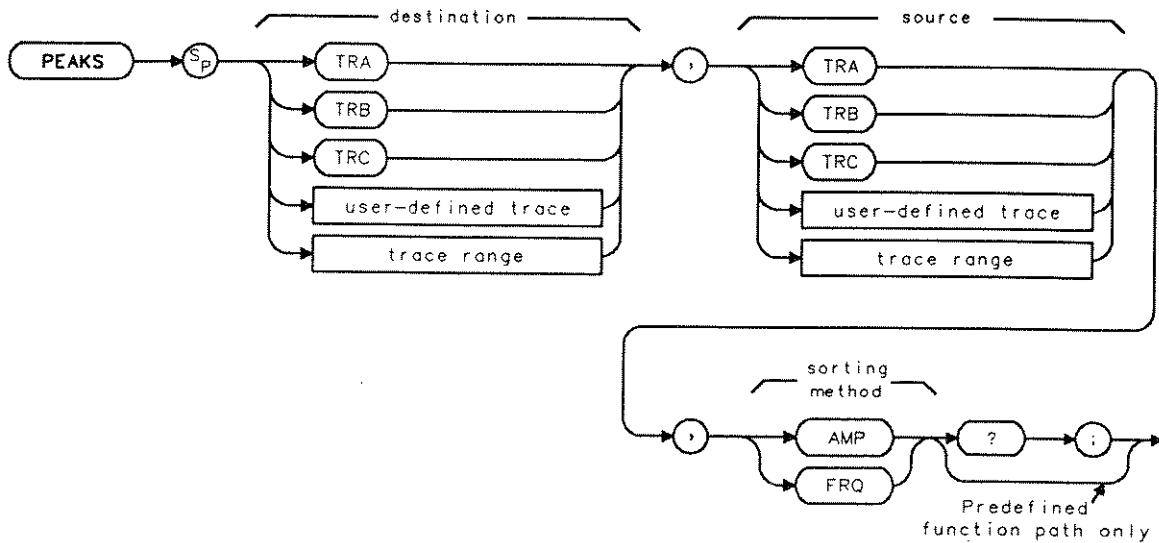 destination
source
PEAKS
SP
TRA
,
TRA
TRB
TRB
TRC
TRC
user-defined trace
user-defined trace
trace range
trace range
sorting
method
,
AMP
?
;
FRQ
Predefined
function path only